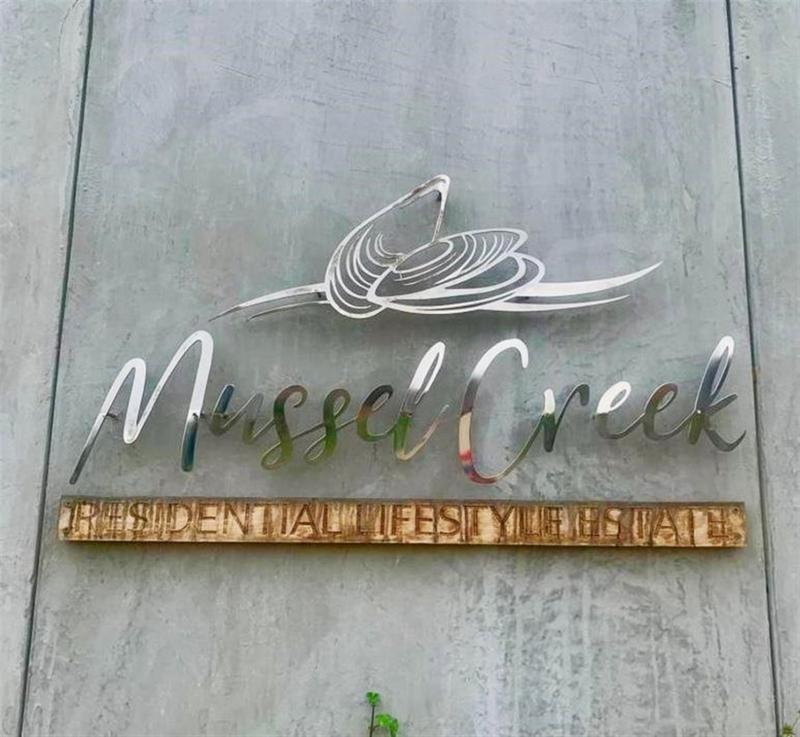 Mussel Creek
RESIDENTIAL LIFESTYLE ESTATE